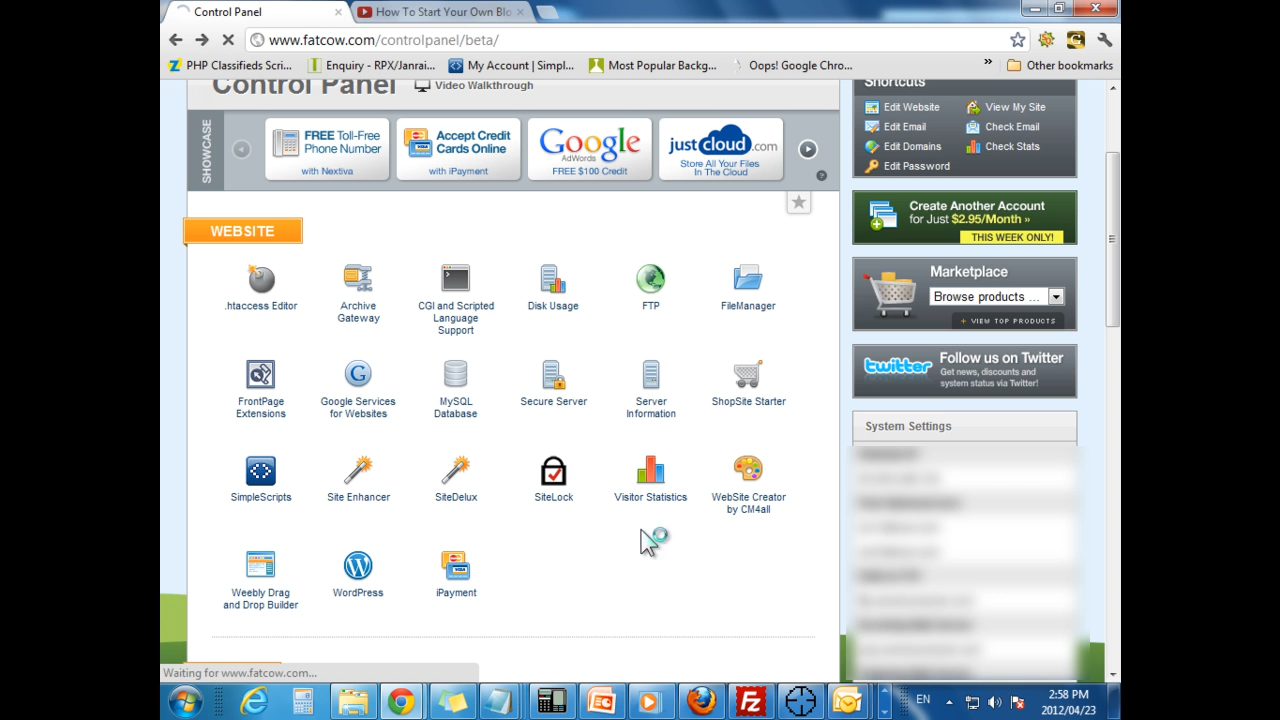 Control Panel
How To Start Your Own Blo
www.fatcow.com/controlpanel/beta/
PHP Classifieds Scri...
Enquiry - RPX/Janrai...
My Account | Simpl...
Most Popular Backg...
Oops! Google Chro...
»
Other bookmarks
Control Panel
Video Walkthrough
SHOWCASE
FREE Toll-Free
Phone Number
with Nextiva
Accept Credit
Cards Online
with iPayment
Google
AdWords
FREE $100 Credit
justcloud.com
Store All Your Files
In The Cloud
WEBSITE
.htaccess Editor
Archive
Gateway
CGI and Scripted
Language
Support
Disk Usage
FTP
FileManager
FrontPage
Extensions
Google Services
for Websites
MySQL
Database
Secure Server
Server
Information
ShopSite Starter
SimpleScripts
Site Enhancer
SiteDelux
SiteLock
Visitor Statistics
WebSite Creator
by CM4all
Weebly Drag
and Drop Builder
WordPress
iPayment
Shortcuts
Edit Website
View My Site
Edit Email
Check Email
Edit Domains
Check Stats
Edit Password
Create Another Account
for Just $2.95/Month »
THIS WEEK ONLY!
Marketplace
Browse products ...
+ VIEW TOP PRODUCTS
twitter
Follow us on Twitter
Get news, discounts and
system status via Twitter!
System Settings
Waiting for www.fatcow.com...
EN
2:58 PM
2012/04/23